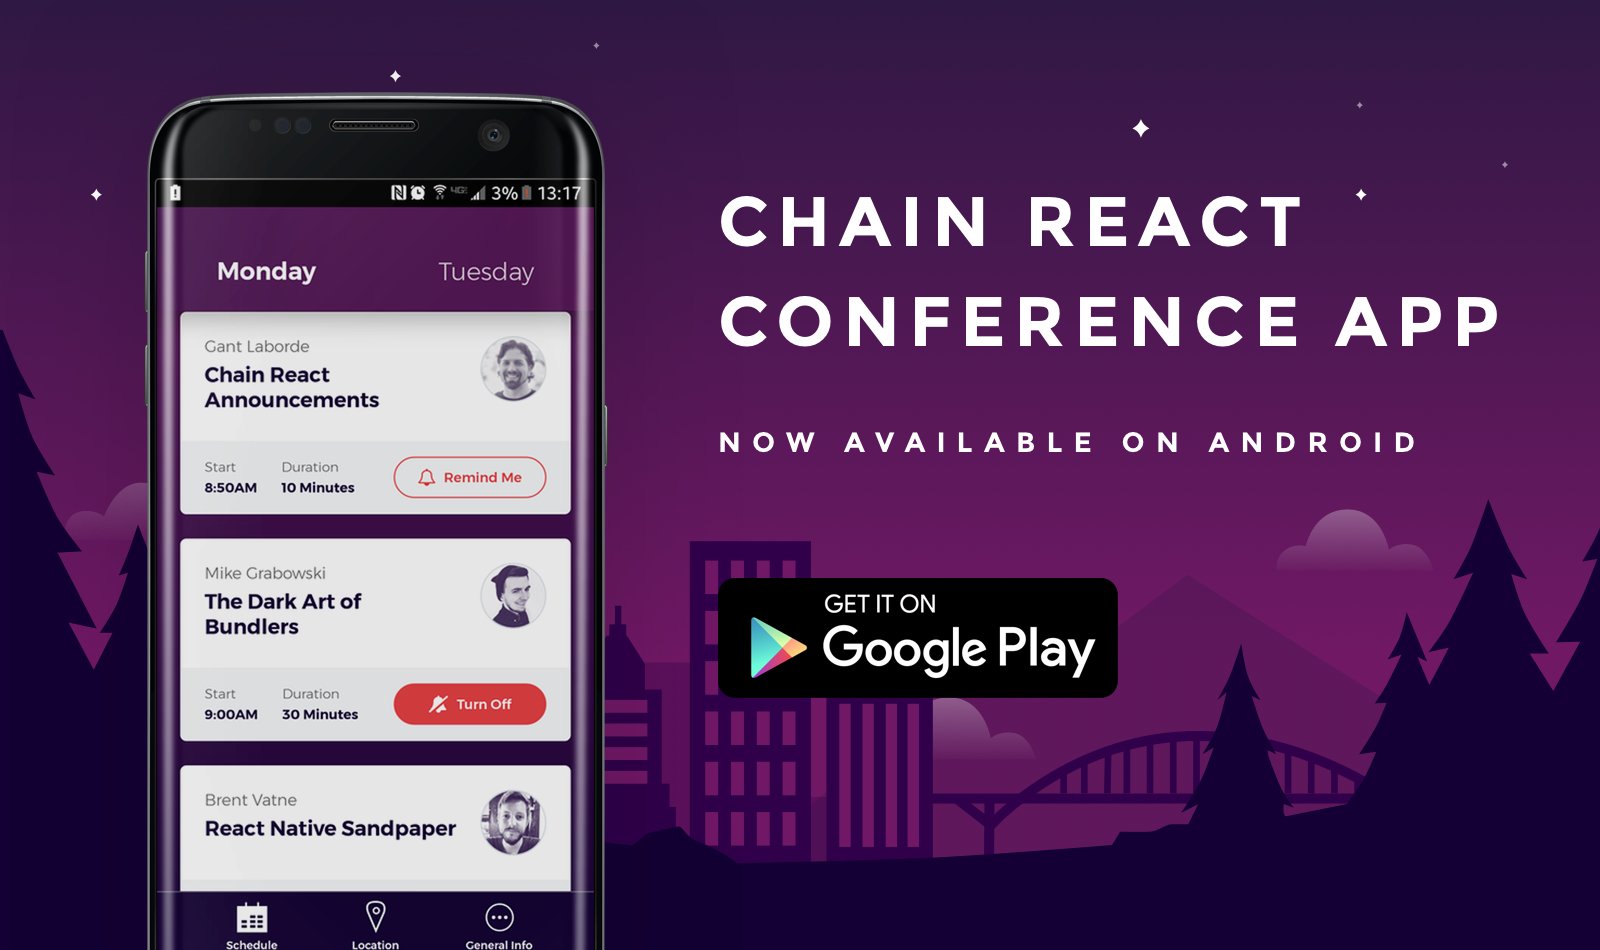 4G 3% 13:17
Monday Tuesday
Gant Laborde
Chain React
Announcements
Start Duration
8:50AM 10 Minutes
Remind Me
Mike Grabowski
The Dark Art of
Bundlers
Start Duration
9:00AM 30 Minutes
Turn Off
Brent Vatne
React Native Sandpaper
Schedule Location General Info
CHAIN REACT
CONFERENCE APP
NOW AVAILABLE ON ANDROID
GET IT ON
Google Play